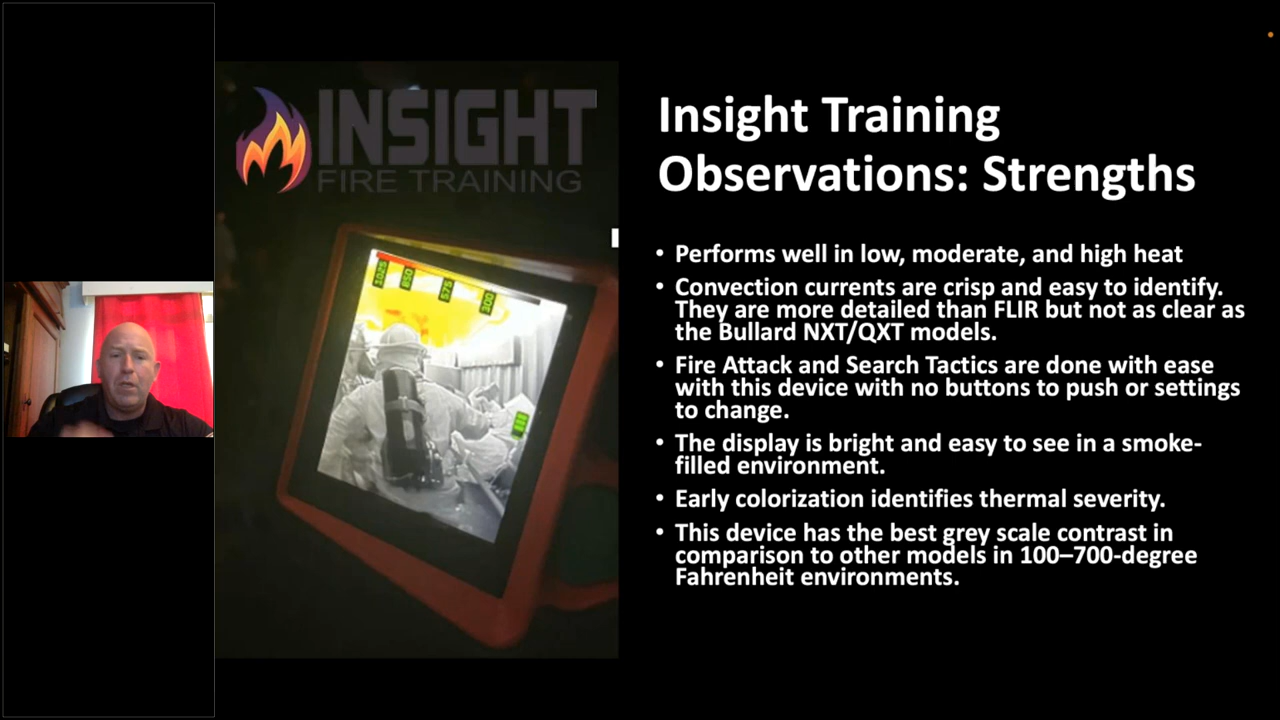 INSIGHT
FIRE TRAINING
1025
850
575
300
Insight Training
Observations: Strengths
• Performs well in low, moderate, and high heat
• Convection currents are crisp and easy to identify.
They are more detailed than FLIR but not as clear as
the Bullard NXT/QXT models.
• Fire Attack and Search Tactics are done with ease
with this device with no buttons to push or settings
to change.
• The display is bright and easy to see in a smoke-
filled environment.
• Early colorization identifies thermal severity.
• This device has the best grey scale contrast in
comparison to other models in 100–700-degree
Fahrenheit environments.